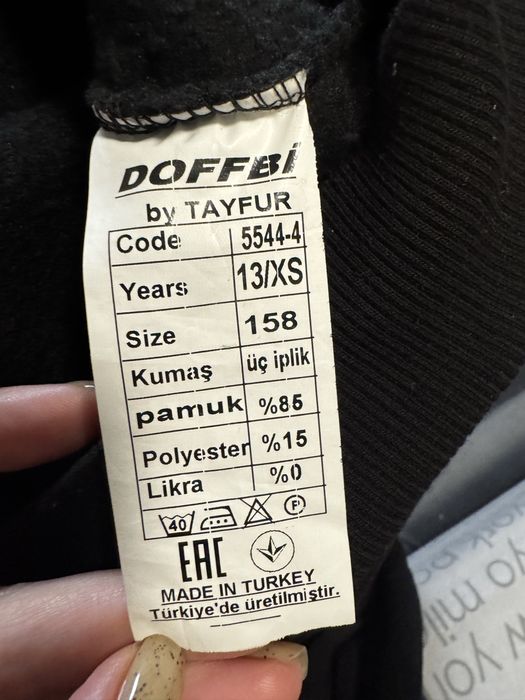 DOFFBi
by TAYFUR
Code 5544-4
Years 13/XS
Size 158
Kumaş üç iplik
pamuk %85
Polyester %15
Likra %0
40 P
EAC
MADE IN TURKEY
Türkiye'de üretilmiştir.